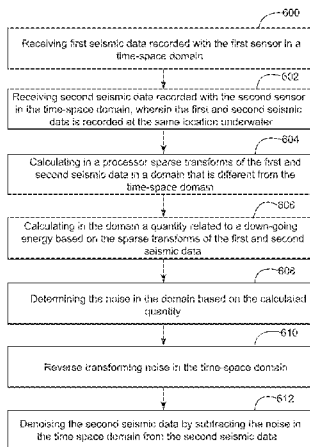 600
Receiving first seismic data recorded with the first sensor in a
time-space domain
602
Receiving second seismic data recorded with the second sensor
in the time-space domain, wherein the first and second seismic
data is recorded at the same location underwater
604
Calculating in a processor sparse transforms of the first and
second seismic data in a domain that is different from the
time-space domain
606
Calculating in the domain a quantity related to a down-going
energy based on the sparse transforms of the first and second
seismic data
608
Determining the noise in the domain based on the calculated
quantity
610
Reverse transforming noise in the time-space domain
612
Denoising the second seismic data by subtracting the noise in
the time space domain from the second seismic data